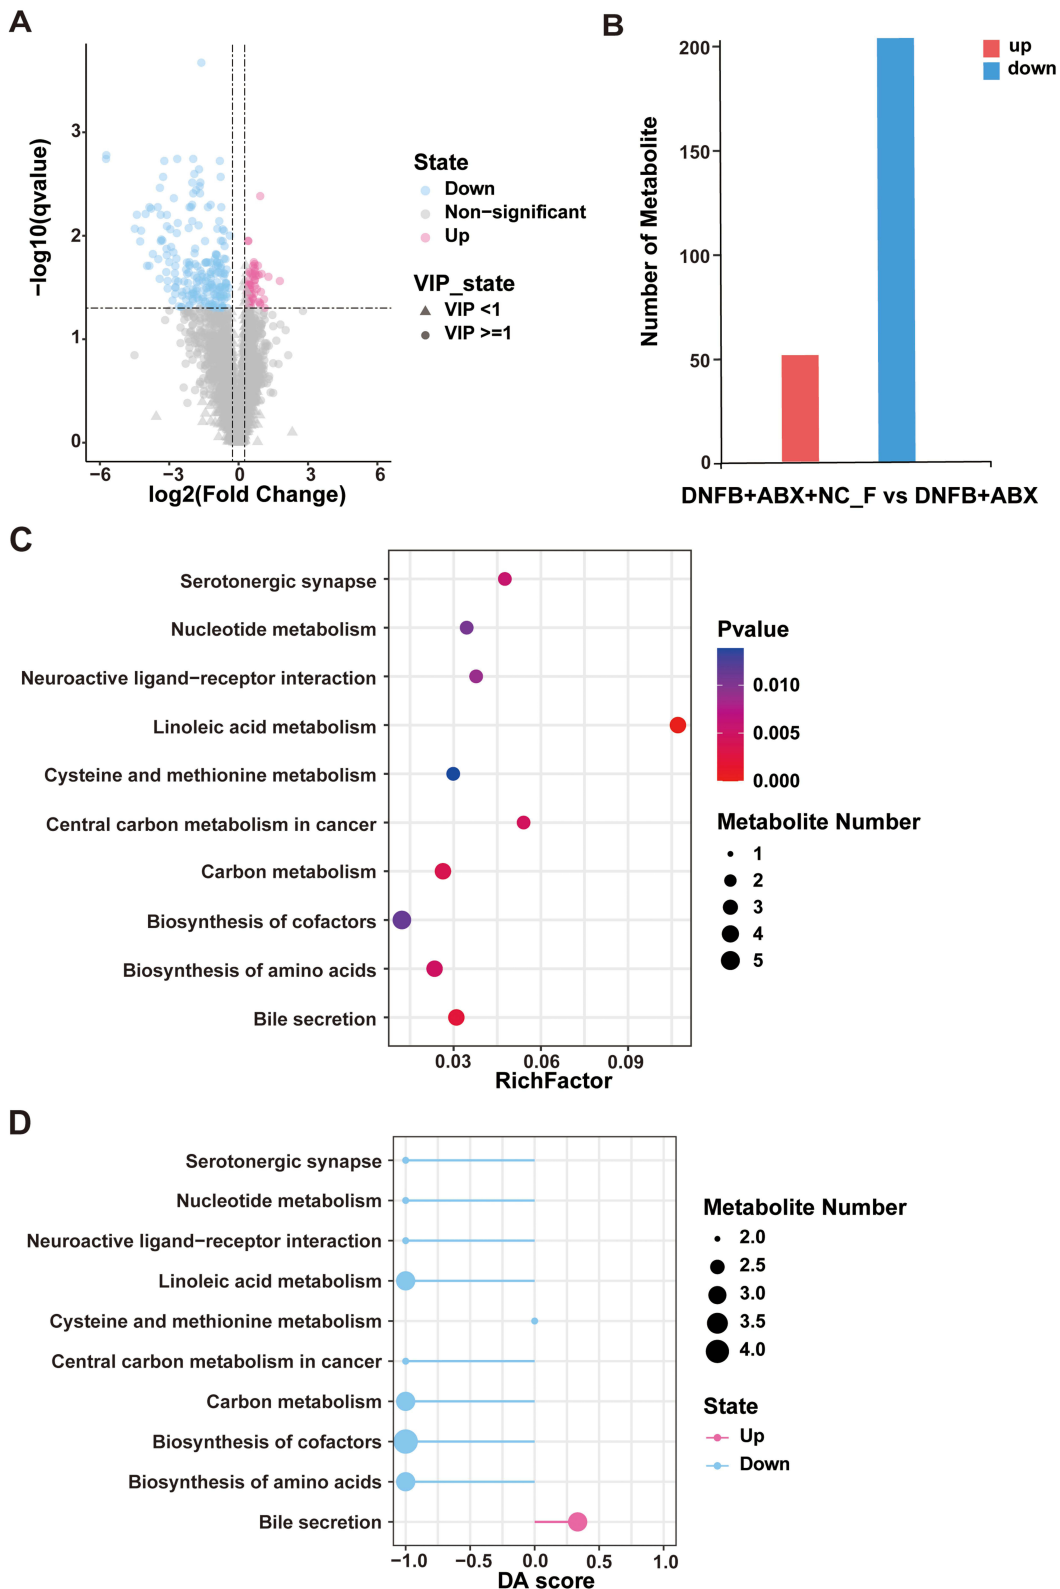 A
3
2
1
0
−log10(qvalue)
−6
−3
0
3
6
log2(Fold Change)
State
Down
Non−significant
Up
VIP_state
VIP <1
VIP >=1
B
200
150
100
50
0
Number of Metabolite
DNFB+ABX+NC_F vs DNFB+ABX
up
down
C
Serotonergic synapse
Nucleotide metabolism
Neuroactive ligand−receptor interaction
Linoleic acid metabolism
Cysteine and methionine metabolism
Central carbon metabolism in cancer
Carbon metabolism
Biosynthesis of cofactors
Biosynthesis of amino acids
Bile secretion
0.03
0.06
0.09
RichFactor
Pvalue
0.010
0.005
0.000
Metabolite Number
1
2
3
4
5
D
Serotonergic synapse
Nucleotide metabolism
Neuroactive ligand−receptor interaction
Linoleic acid metabolism
Cysteine and methionine metabolism
Central carbon metabolism in cancer
Carbon metabolism
Biosynthesis of cofactors
Biosynthesis of amino acids
Bile secretion
−1.0
−0.5
0.0
0.5
1.0
DA score
Metabolite Number
2.0
2.5
3.0
3.5
4.0
State
Up
Down